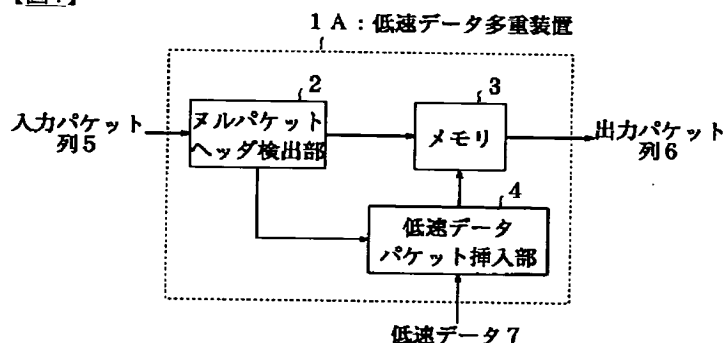 1A:低速データ多重装置
2
3
入力パケット
列5
ヌルパケット
ヘッダ検出部
メモリ
出力パケット
列6
4
低速データ
パケット挿入部
低速データ7